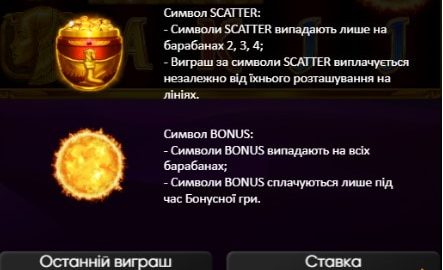 Символ SCATTER:
- Символи SCATTER випадають лише на
барабанах 2, 3, 4;
- Виграш за символи SCATTER виплачується
незалежно від їхнього розташування на
лініях.
Символ BONUS:
- Символи BONUS випадають на всіх
барабанах;
- Символи BONUS сплачуються лише під
час Бонусної гри.
Останній виграш
Ставка